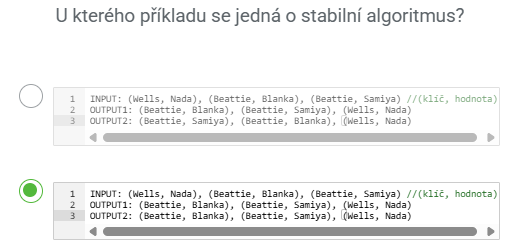 U kterého příkladu se jedná o stabilní algoritmus?
1 INPUT: (Wells, Nada), (Beattie, Blanka), (Beattie, Samiya) //(klíč, hodnota)
2 OUTPUT1: (Beattie, Blanka), (Beattie, Samiya), (Wells, Nada)
3 OUTPUT2: (Beattie, Samiya), (Beattie, Blanka), (Wells, Nada)
1 INPUT: (Wells, Nada), (Beattie, Blanka), (Beattie, Samiya) //(klíč, hodnota)
2 OUTPUT1: (Beattie, Blanka), (Beattie, Samiya), (Wells, Nada)
3 OUTPUT2: (Beattie, Blanka), (Beattie, Samiya), (Wells, Nada)